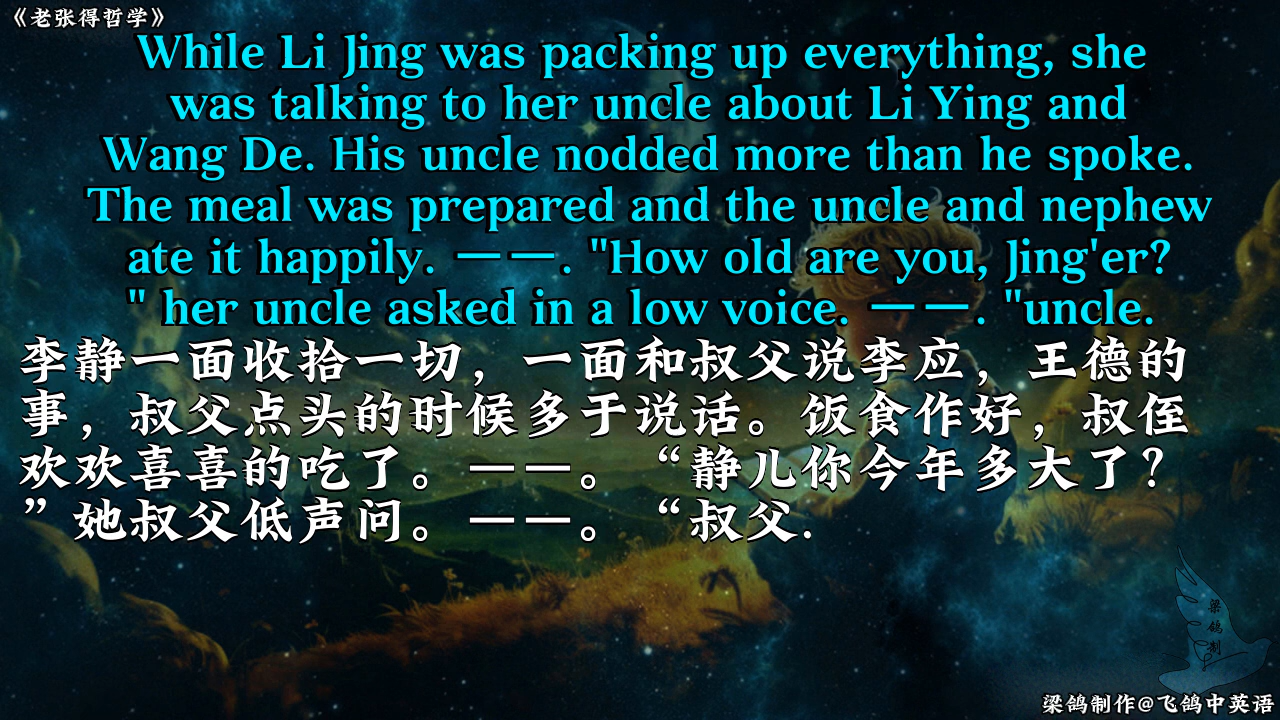 《老张得哲学》
While Li Jing was packing up everything, she
was talking to her uncle about Li Ying and
Wang De. His uncle nodded more than he spoke.
The meal was prepared and the uncle and nephew
ate it happily. ——. "How old are you, Jing'er?
" her uncle asked in a low voice. ——. "uncle.
李静一面收拾一切，一面和叔父说李应，王德的
事，叔父点头的时候多于说话。饭食作好，叔侄
欢欢喜喜的吃了。——。“静儿你今年多大了？
”她叔父低声问。——。“叔父.
梁鸽制
梁鸽制作@飞鸽中英语